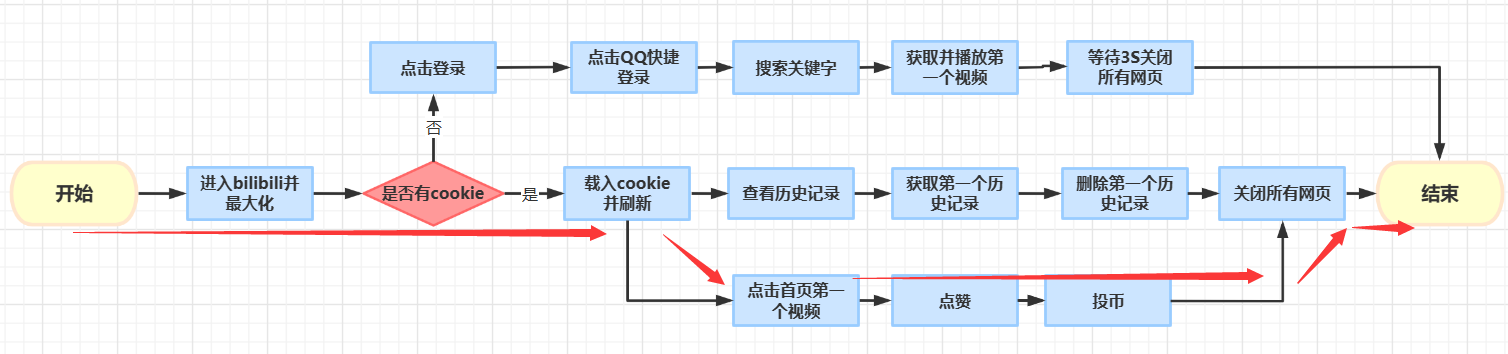 点击登录
点击QQ快捷
登录
搜索关键字
获取并播放第
一个视频
等待3S关闭
所有网页
否
开始
进入bilibili并
最大化
是否有cookie
是
载入cookie
并刷新
查看历史记录
获取第一个历
史记录
删除第一个历
史记录
关闭所有网页
结束
点击首页第一
个视频
点赞
投币